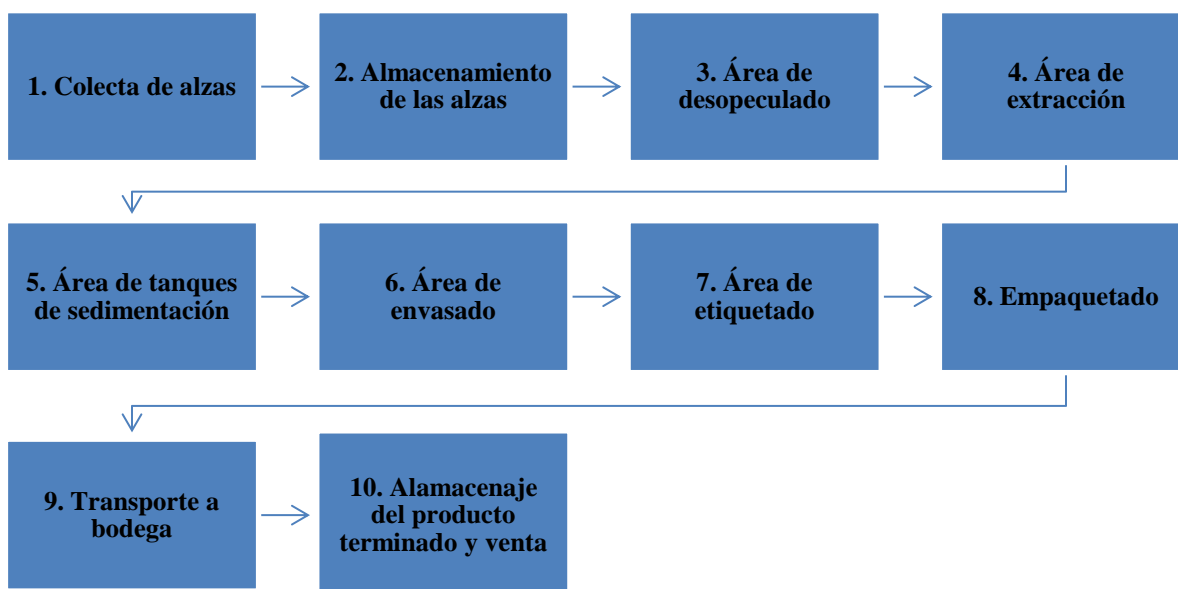 1. Colecta de alzas
2. Almacenamiento
de las alzas
3. Área de
desopeculado
4. Área de
extracción
5. Área de tanques
de sedimentación
6. Área de
envasado
7. Área de
etiquetado
8. Empaquetado
9. Transporte a
bodega
10. Alamacenaje
del producto
terminado y venta